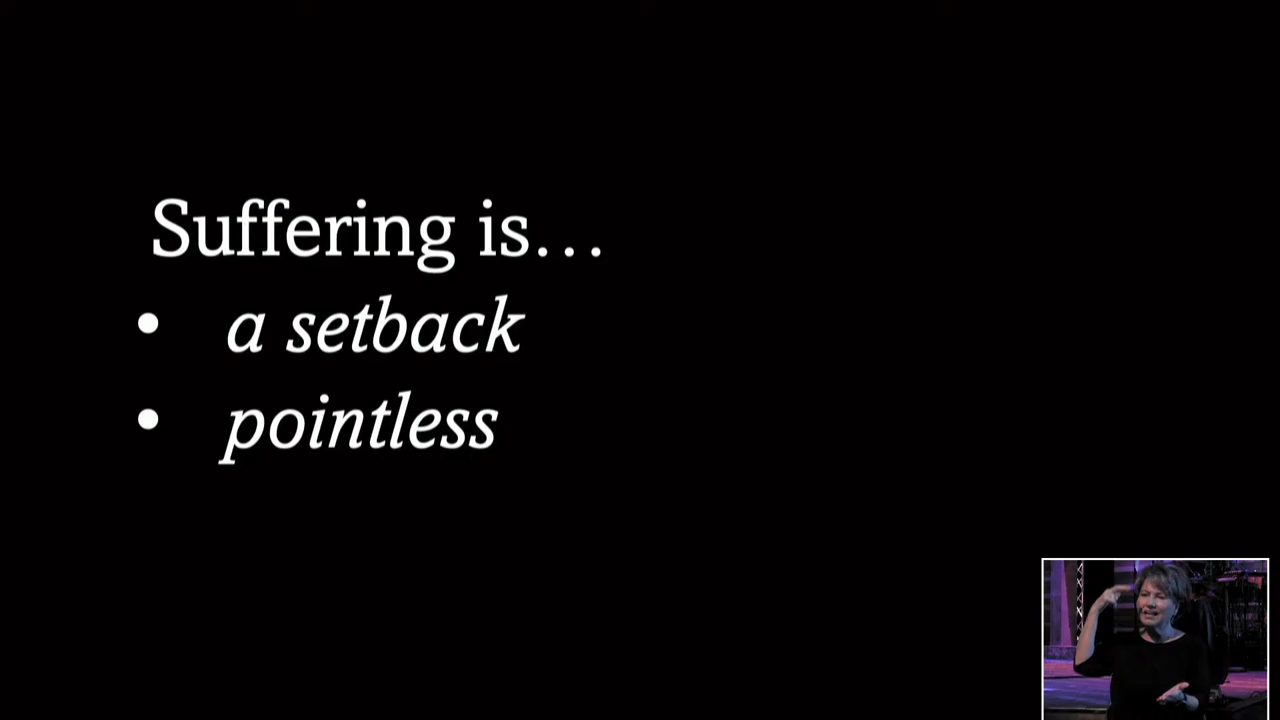 Suffering is…
• a setback
• pointless